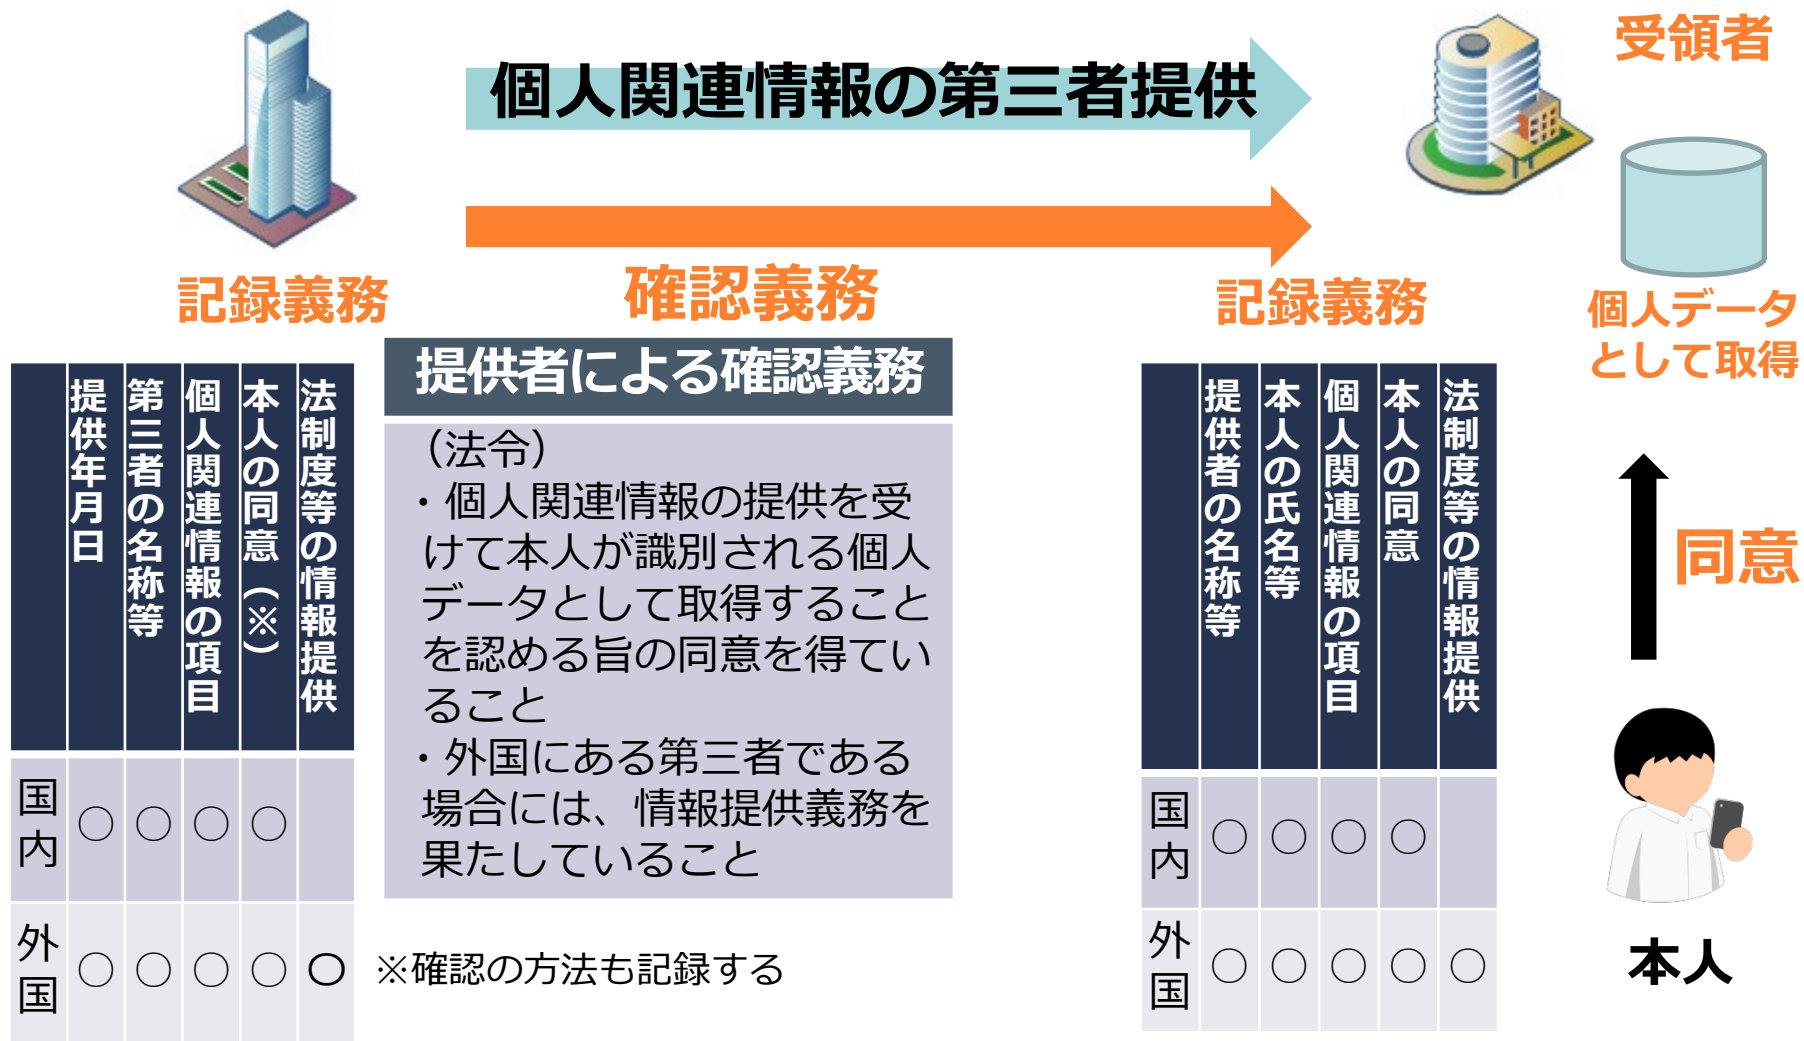 個人関連情報の第三者提供
受領者
記録義務
確認義務
記録義務
個人データ
として取得
提供年月日
第三者の名称等
個人関連情報の項目
本人の同意（※）
法制度等の情報提供
国内
○ ○ ○ ○
外国
○ ○ ○ ○ ○
提供者による確認義務
（法令）
・個人関連情報の提供を受
けて本人が識別される個人
データとして取得すること
を認める旨の同意を得てい
ること
・外国にある第三者である
場合には、情報提供義務を
果たしていること
※確認の方法も記録する
提供者の名称等
本人の氏名等
個人関連情報の項目
本人の同意
法制度等の情報提供
国内
○ ○ ○ ○
外国
○ ○ ○ ○ ○
同意
本人